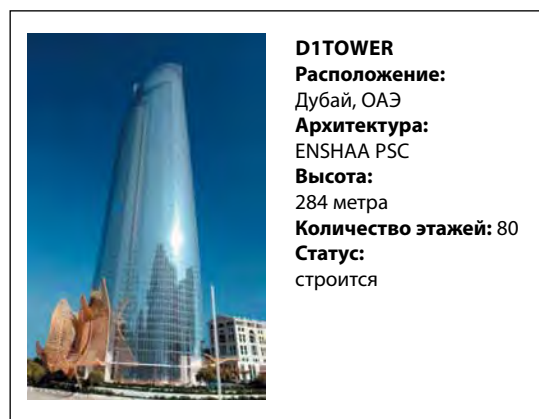 D1TOWER
Расположение:
Дубай, ОАЭ
Архитектура:
ENSHAA PSC
Высота:
284 метра
Количество этажей: 80
Статус:
строится